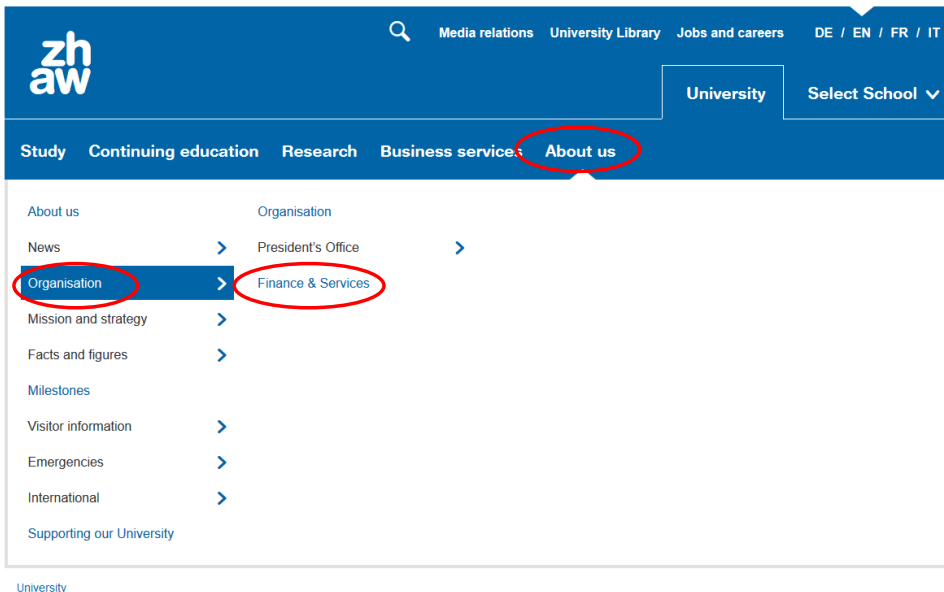 zh
aw
Media relations University Library Jobs and careers DE / EN / FR / IT
University Select School
Study Continuing education Research Business services About us
About us Organisation
News President's Office
Organisation Finance & Services
Mission and strategy
Facts and figures
Milestones
Visitor information
Emergencies
International
Supporting our University
University